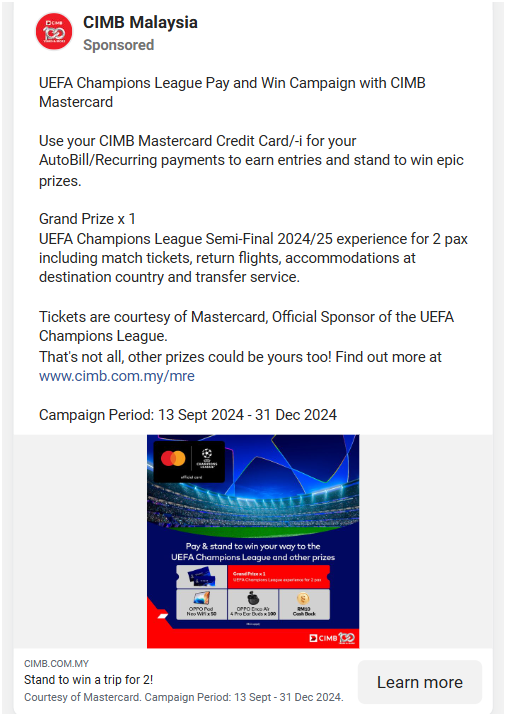 CIMB
100
CIMB Malaysia
Sponsored
UEFA Champions League Pay and Win Campaign with CIMB
Mastercard
Use your CIMB Mastercard Credit Card/-i for your
AutoBill/Recurring payments to earn entries and stand to win epic
prizes.
Grand Prize x 1
UEFA Champions League Semi-Final 2024/25 experience for 2 pax
including match tickets, return flights, accommodations at
destination country and transfer service.
Tickets are courtesy of Mastercard, Official Sponsor of the UEFA
Champions League.
That's not all, other prizes could be yours too! Find out more at
www.cimb.com.my/mre
Campaign Period: 13 Sept 2024 - 31 Dec 2024
UEFA
CHAMPIONS
LEAGUE
official card
Pay & stand to win your way to the
UEFA Champions League and other prizes
Grand Prize x 1
UEFA Champions League experience for 2 pax
OPPO Pad
Neo Wifi x 50
OPPO Enco Air
4 Pro Ear Buds x 100
RM10
Cash Back
CIMB 100
CIMB.COM.MY
Stand to win a trip for 2!
Courtesy of Mastercard. Campaign Period: 13 Sept - 31 Dec 2024.
Learn more